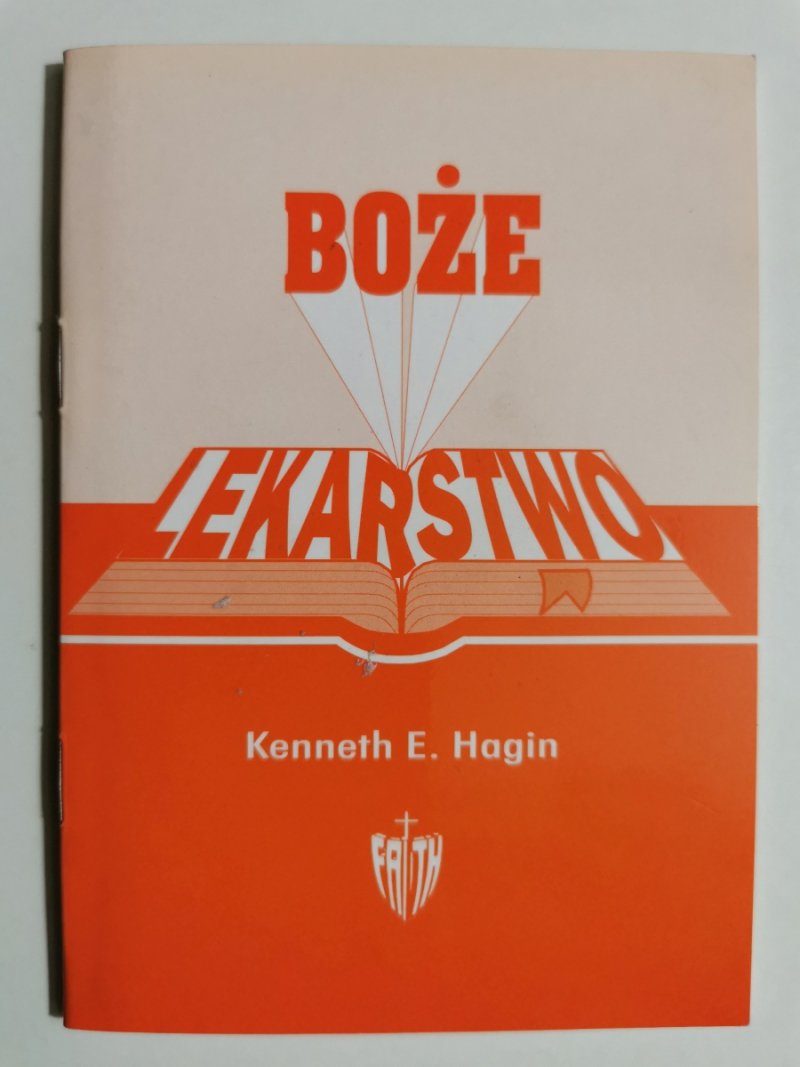 BOŻE
LEKARSTWO
Kenneth E. Hagin
FAITH